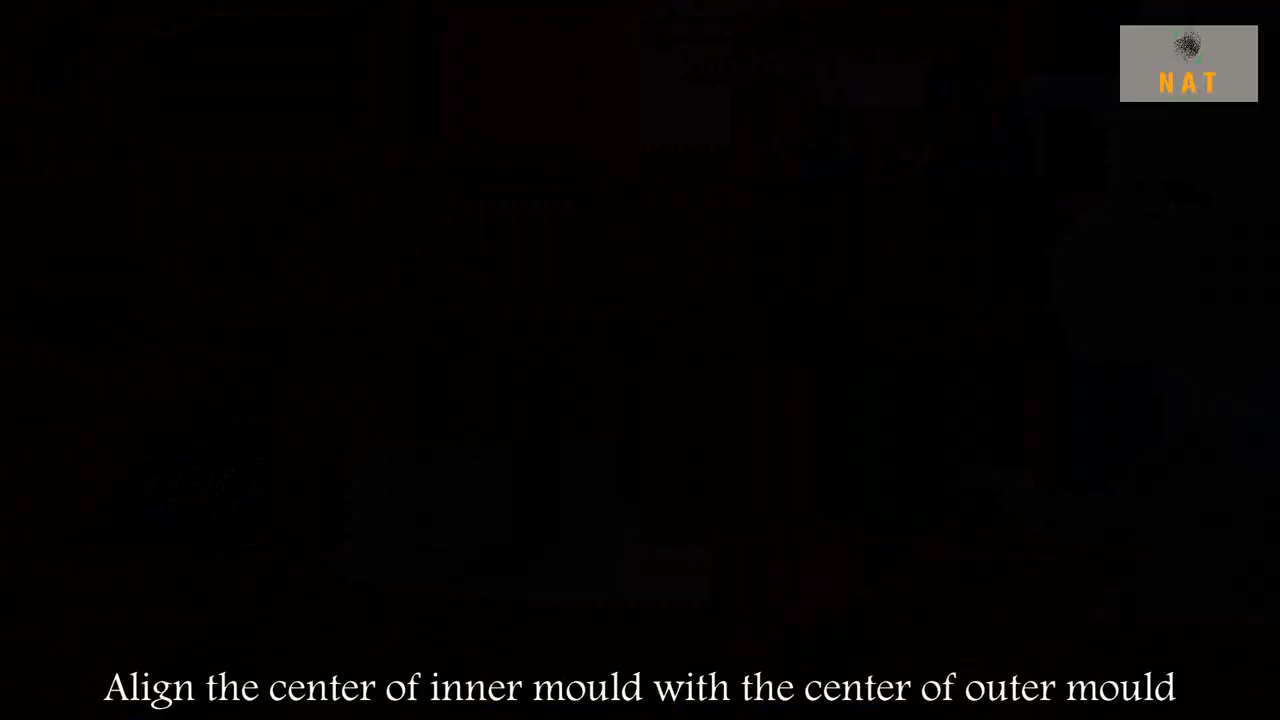 NAT
Align the center of inner mould with the center of outer mould